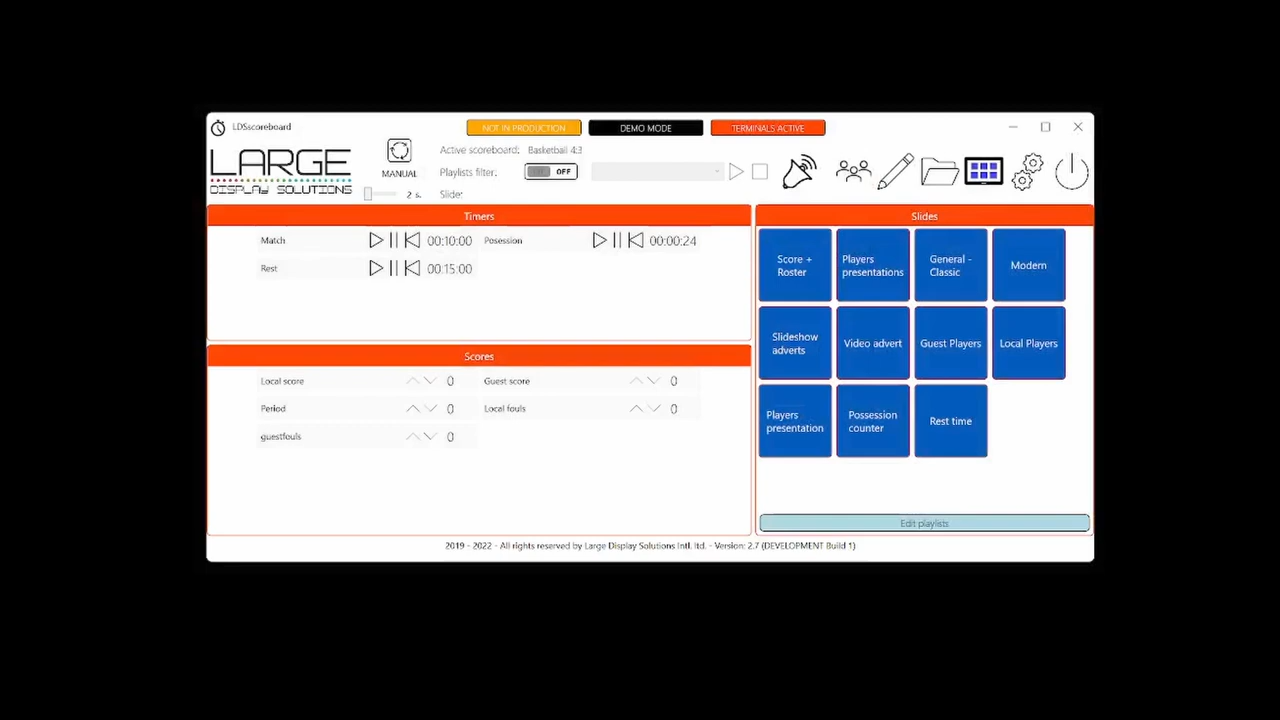 LDSscoreboard
NOT IN PRODUCTION
DEMO MODE
TERMINALS ACTIVE
LARGE
DISPLAY SOLUTIONS
MANUAL
2 s.
Active scoreboard: Basketball 4:3
Playlists filter: OFF
Slide:
Timers
Match 00:10:00 Posession 00:00:24
Rest 00:15:00
Scores
Local score 0 Guest score 0
Period 0 Local fouls 0
guestfouls 0
Slides
Score +
Roster
Players
presentations
General -
Classic
Modern
Slideshow
adverts
Video advert
Guest Players
Local Players
Players
presentation
Possession
counter
Rest time
Edit playlists
2019 - 2022 - All rights reserved by Large Display Solutions Intl. ltd. - Version: 2.7 (DEVELOPMENT Build 1)